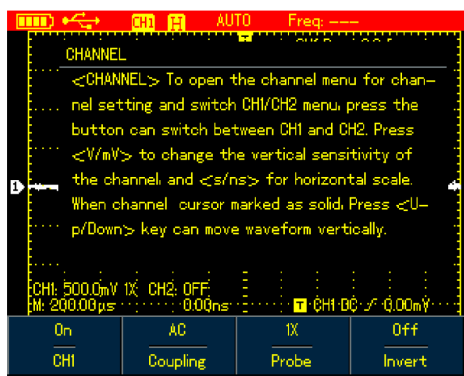 CH1 H AUTO Freq: ---
CHANNEL
<CHANNEL> To open the channel menu for chan-
nel setting and switch CH1/CH2 menu, press the
button can switch between CH1 and CH2. Press
<V/mV> to change the vertical sensitivity of
the channel, and <s/ns> for horizontal scale.
1
When channel cursor marked as solid, Press <U-
p/Down> key can move waveform vertically.
CH1: 500.0mV 1X CH2: OFF
M: 200.00μs 0.00ns T CH1 DC 0.00mV
On AC 1X Off
CH1 Coupling Probe Invert